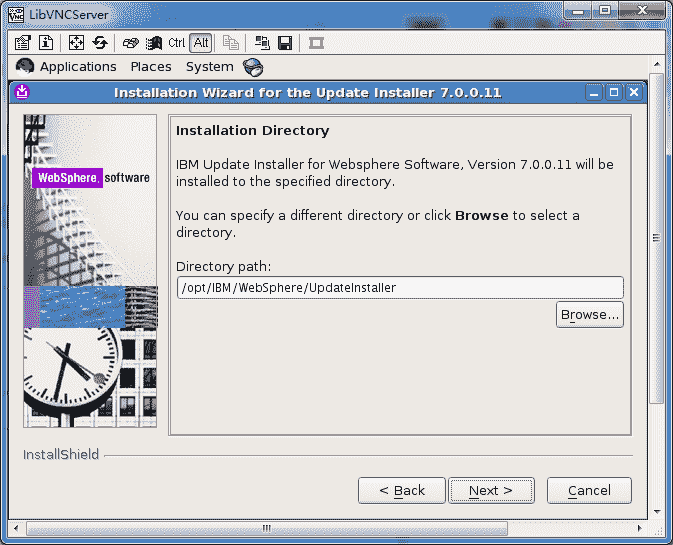 LibVNCServer
Ctrl Alt
Applications Places System
Installation Wizard for the Update Installer 7.0.0.11
WebSphere software
Installation Directory
IBM Update Installer for Websphere Software, Version 7.0.0.11 will be
installed to the specified directory.
You can specify a different directory or click Browse to select a
directory.
Directory path:
/opt/IBM/WebSphere/UpdateInstaller
Browse...
InstallShield
< Back Next > Cancel